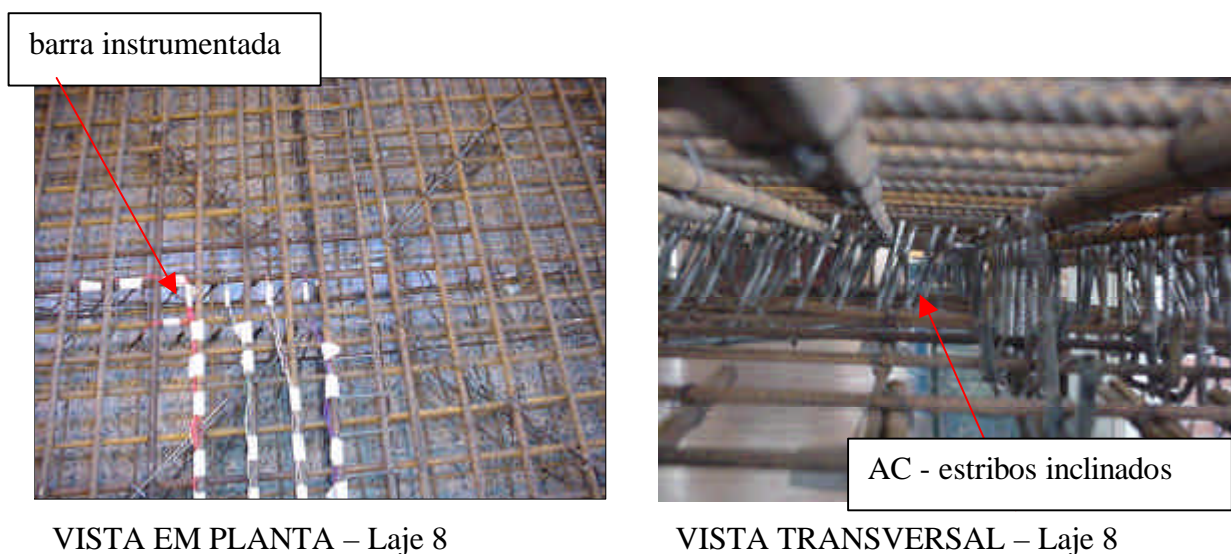 barra instrumentada
AC - estribos inclinados
VISTA EM PLANTA – Laje 8
VISTA TRANSVERSAL – Laje 8